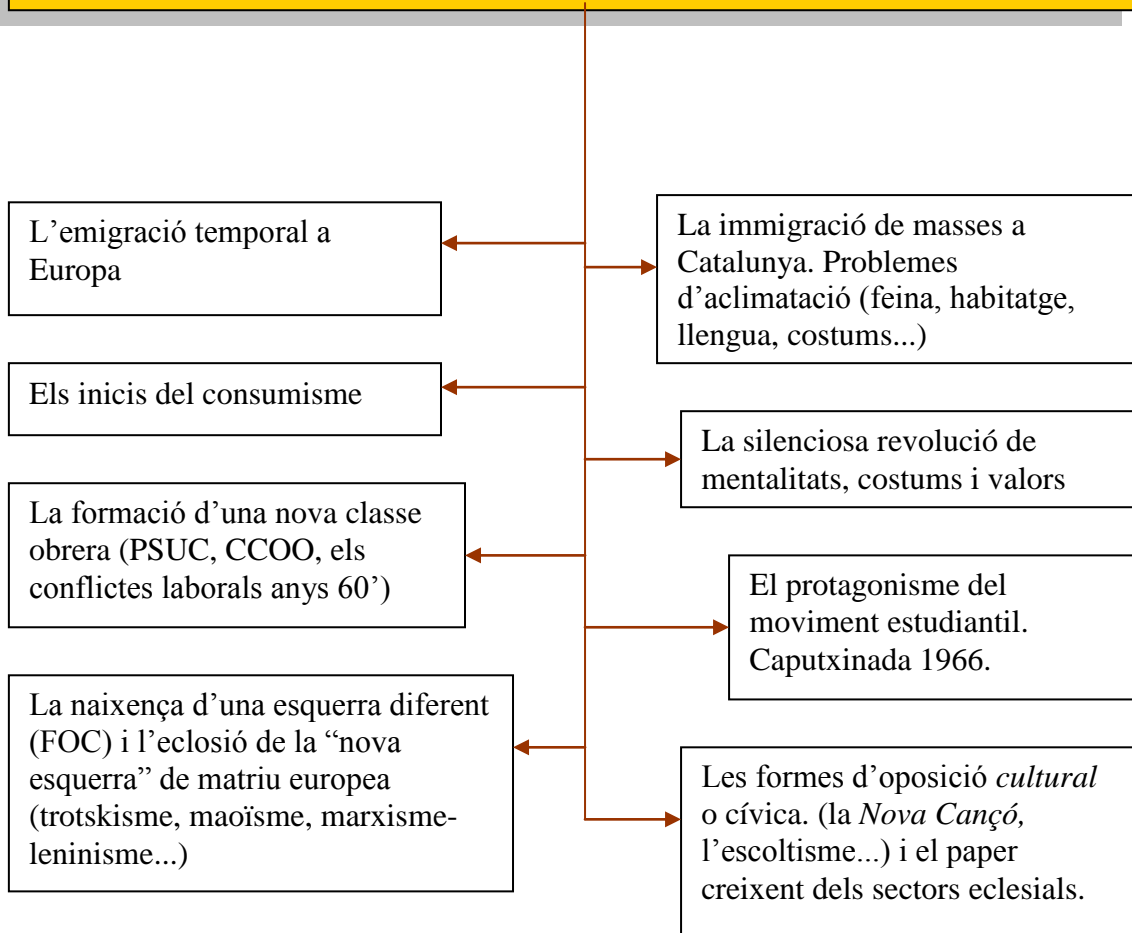 L’emigració temporal a
Europa
La immigració de masses a
Catalunya. Problemes
d’aclimatació (feina, habitatge,
llengua, costums...)
Els inicis del consumisme
La silenciosa revolució de
mentalitats, costums i valors
La formació d’una nova classe
obrera (PSUC, CCOO, els
conflictes laborals anys 60’)
El protagonisme del
moviment estudiantil.
Caputxinada 1966.
La naixença d’una esquerra diferent
(FOC) i l’eclosió de la “nova
esquerra” de matriu europea
(trotskisme, maoïsme, marxisme-
leninisme...)
Les formes d’oposició cultural
o cívica. (la Nova Cançó,
l’escoltisme...) i el paper
creixent dels sectors eclesials.